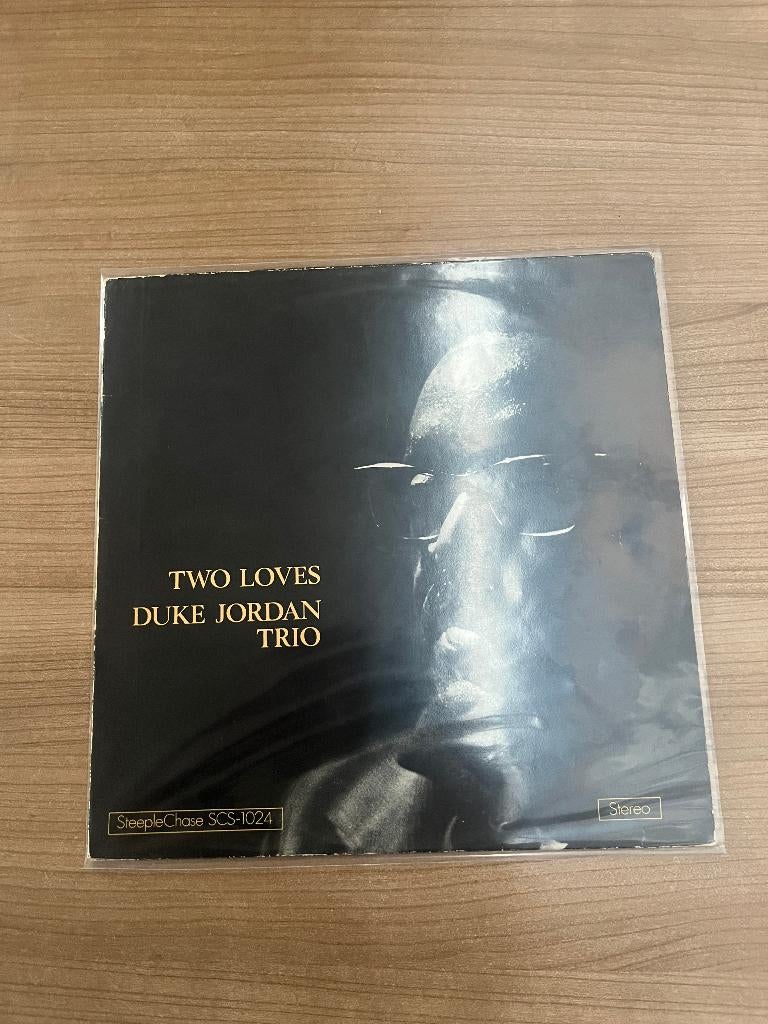 TWO LOVES
DUKE JORDAN
TRIO
SteepleChase SCS-1024
Stereo